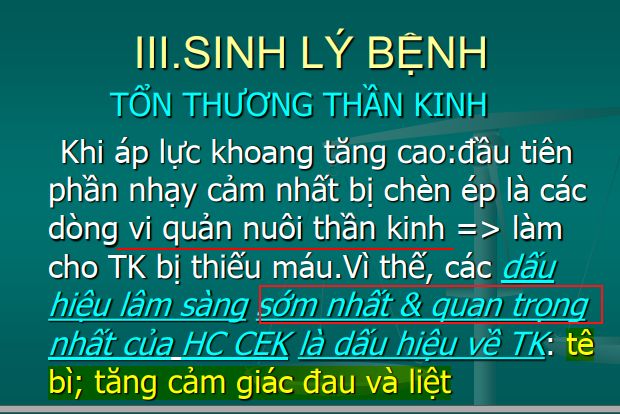 III.SINH LÝ BỆNH
TỔN THƯƠNG THẦN KINH
Khi áp lực khoang tăng cao:đầu tiên
phần nhạy cảm nhất bị chèn ép là các
dòng vi quản nuôi thần kinh => làm
cho TK bị thiếu máu.Vì thế, các dấu
hiệu lâm sàng sớm nhất & quan trọng
nhất của HC CEK là dấu hiệu về TK: tê
bì; tăng cảm giác đau và liệt